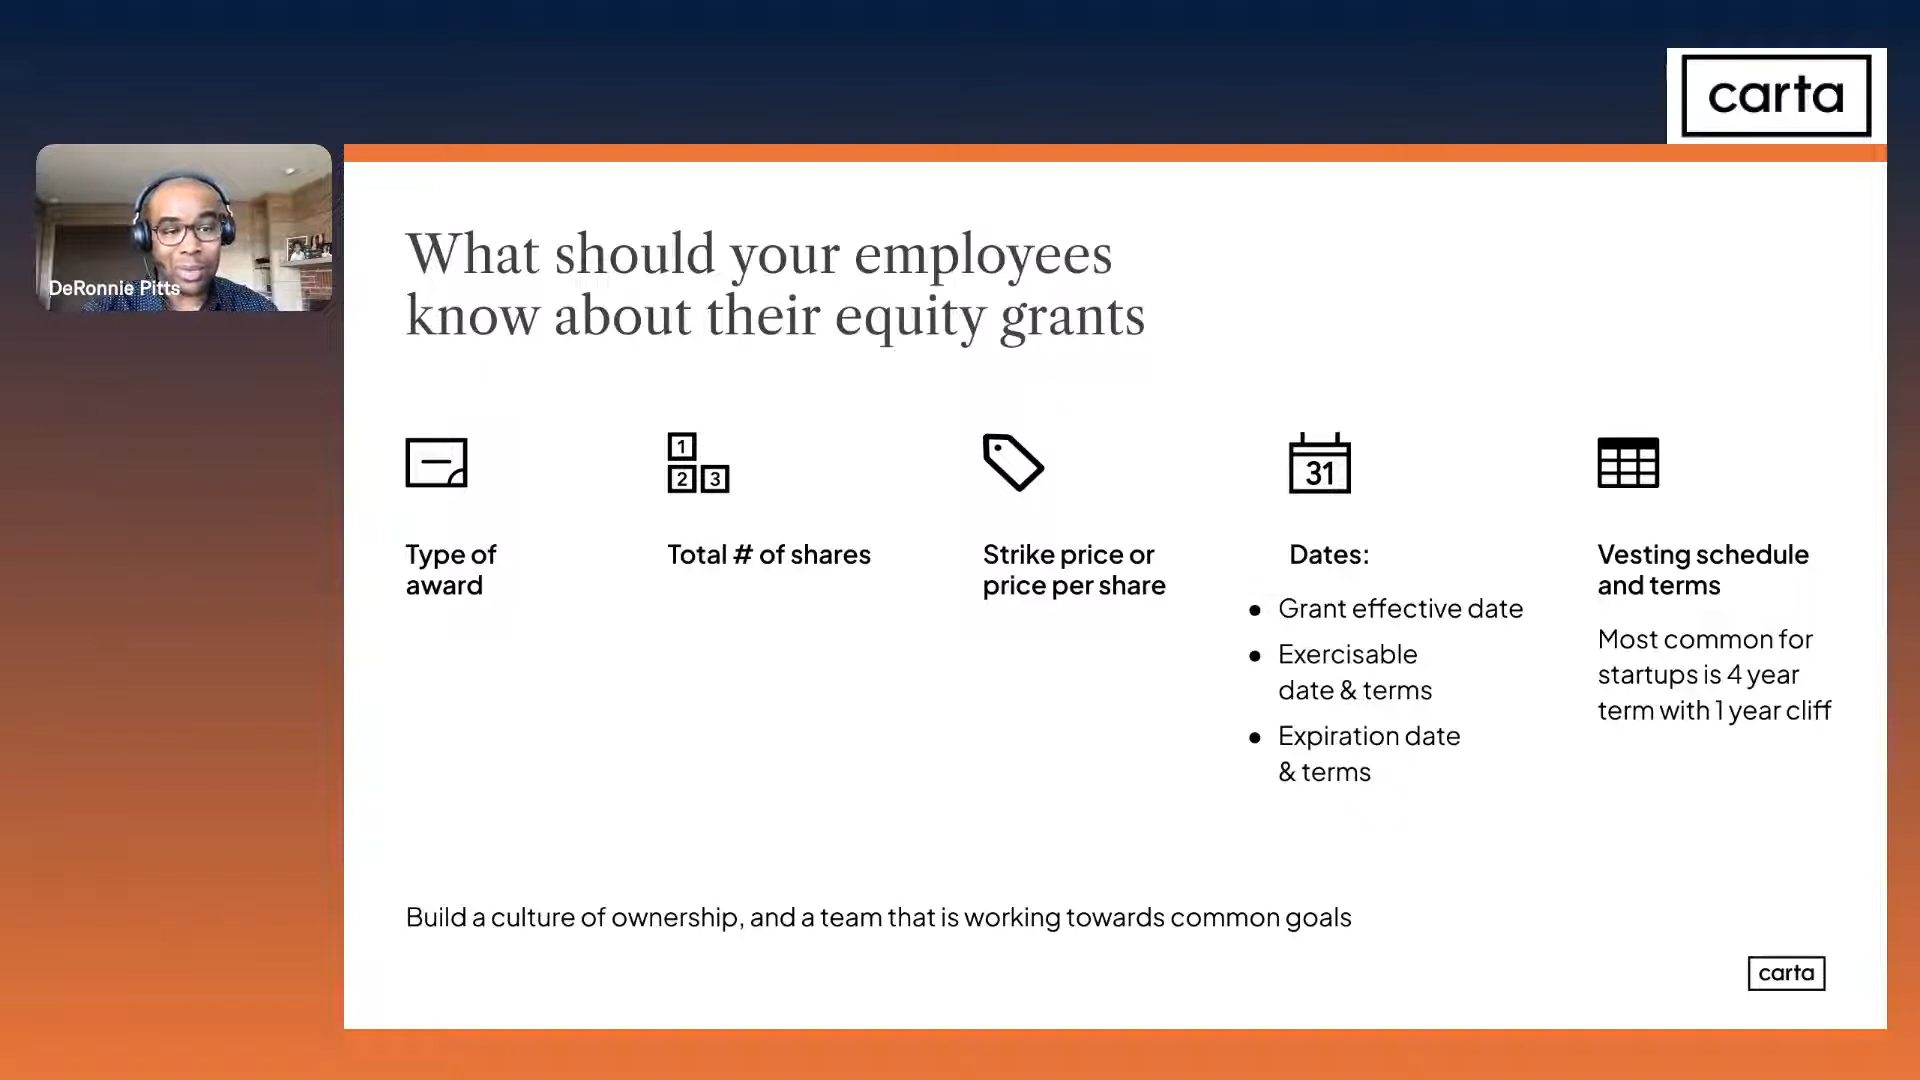 carta
DeRonnie Pitts
What should your employees
know about their equity grants
1
2 3
31
Type of
award
Total # of shares
Strike price or
price per share
Dates:
● Grant effective date
● Exercisable
date & terms
● Expiration date
& terms
Vesting schedule
and terms
Most common for
startups is 4 year
term with 1 year cliff
Build a culture of ownership, and a team that is working towards common goals
carta